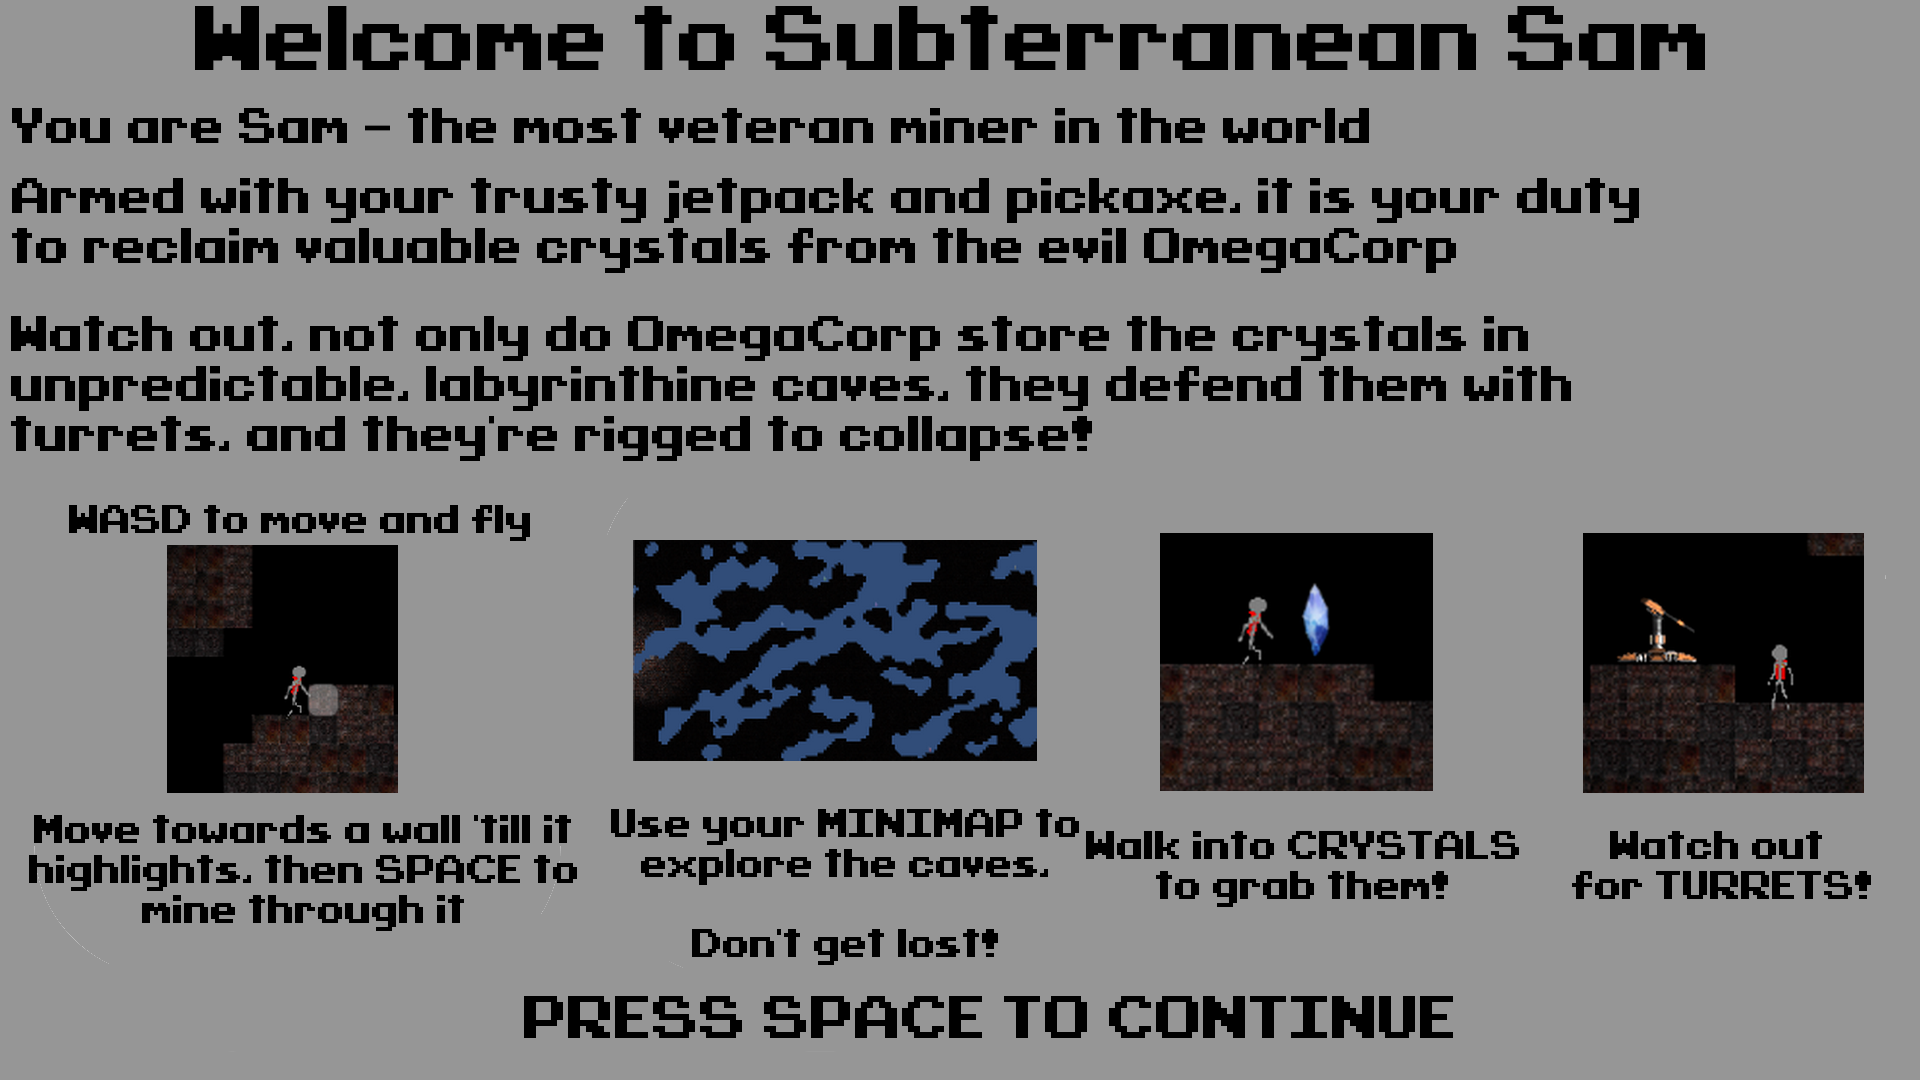 Welcome to Subterranean Sam
You are Sam - the most veteran miner in the world
Armed with your trusty jetpack and pickaxe, it is your duty
to reclaim valuable crystals from the evil OmegaCorp
Watch out, not only do OmegaCorp store the crystals in
unpredictable, labyrinthine caves, they defend them with
turrets, and they're rigged to collapse!
WASD to move and fly
Move towards a wall 'till it
highlights, then SPACE to
mine through it
Use your MINIMAP to
explore the caves.
Don't get lost!
Walk into CRYSTALS
to grab them!
Watch out
for TURRETS!
PRESS SPACE TO CONTINUE